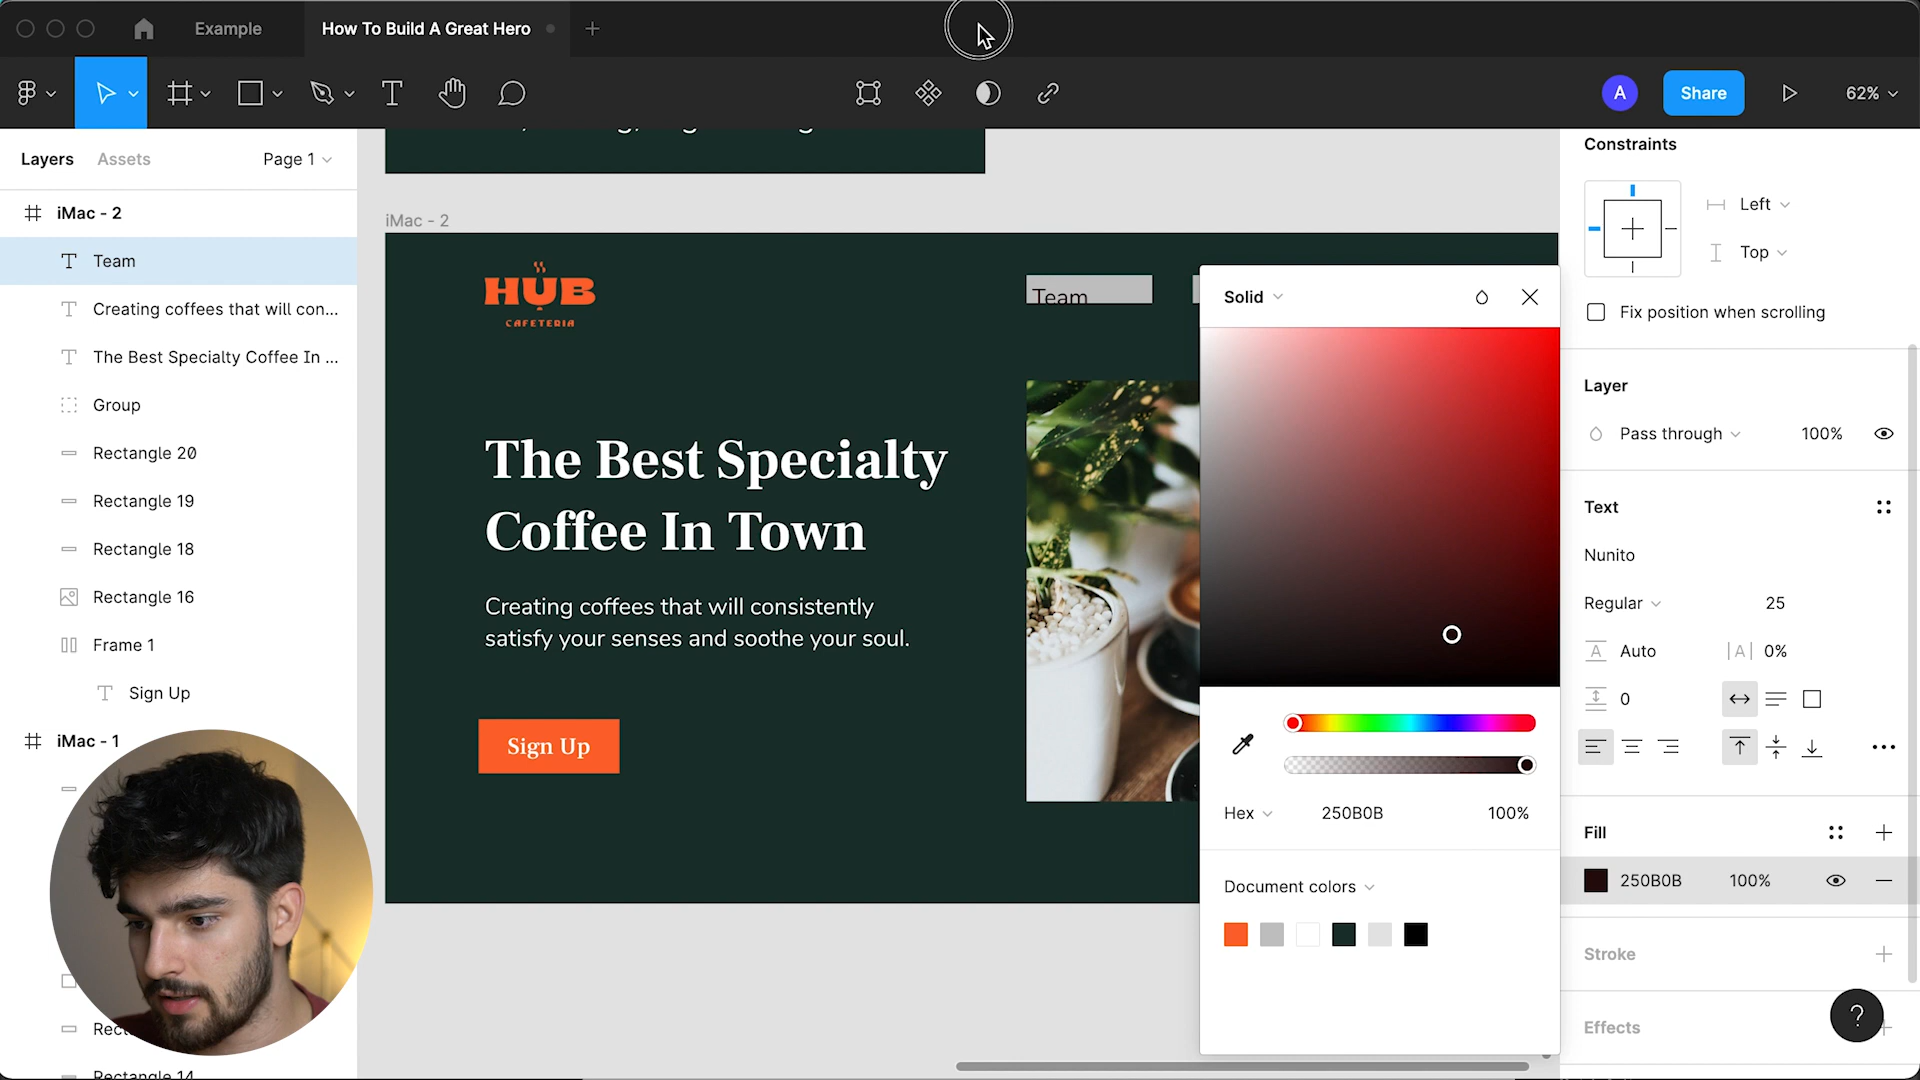 Example
How To Build A Great Hero
A
Share
62%
Layers
Assets
Page 1
iMac - 2
Team
Creating coffees that will con...
The Best Specialty Coffee In ...
Group
Rectangle 20
Rectangle 19
Rectangle 18
Rectangle 16
Frame 1
Sign Up
iMac - 1
Rectangle 14
iMac - 2
HUB
CAFETERIA
Team
The Best Specialty
Coffee In Town
Creating coffees that will consistently
satisfy your senses and soothe your soul.
Sign Up
Solid
Hex
250B0B
100%
Document colors
Constraints
Left
Top
Fix position when scrolling
Layer
Pass through
100%
Text
Nunito
Regular
25
Auto
|A|
0%
0
Fill
250B0B
100%
Stroke
Effects
?